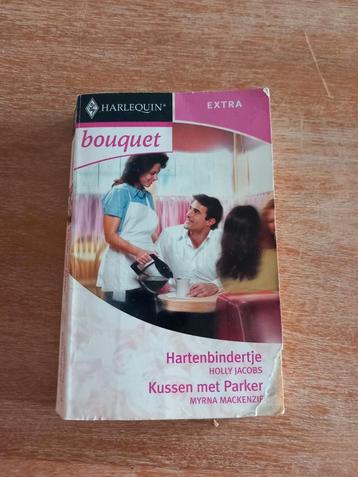 HARLEQUIN®
EXTRA
bouquet
Hartenbindertje
HOLLY JACOBS
Kussen met Parker
MYRNA MACKENZIE